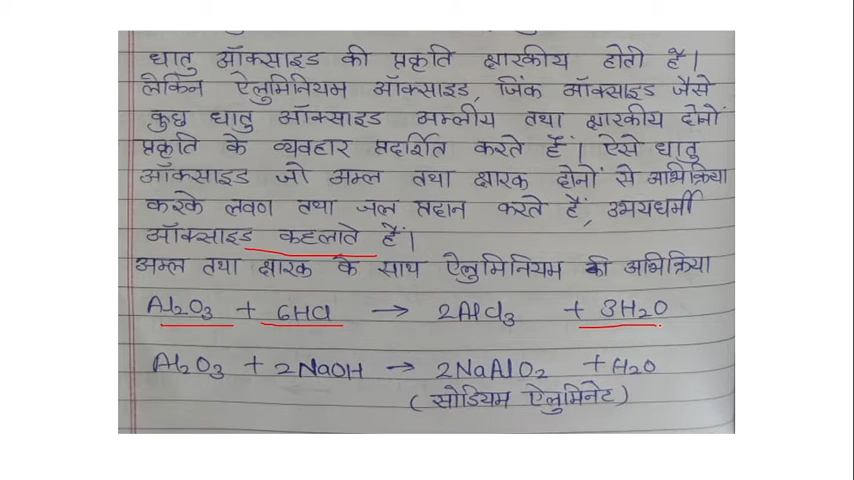 धातु ऑक्साइड की प्रकृति क्षारकीय होती है।
लेकिन ऐलुमिनियम ऑक्साइड, जिंक ऑक्साइड जैसे
कुछ धातु ऑक्साइड अम्लीय तथा क्षारकीय दोनों
प्रकृति के व्यवहार प्रदर्शित करते हैं। ऐसे धातु
ऑक्साइड जो अम्ल तथा क्षारक दोनों से अभिक्रिया
करके लवण तथा जल प्रदान करते हैं, उभयधर्मी
ऑक्साइड कहलाते हैं।
अम्ल तथा क्षारक के साथ ऐलुमिनियम की अभिक्रिया
Al₂O₃ + 6HCl → 2AlCl₃ + 3H₂O
Al₂O₃ + 2NaOH → 2NaAlO₂ + H₂O
(सोडियम ऐलुमिनेट)